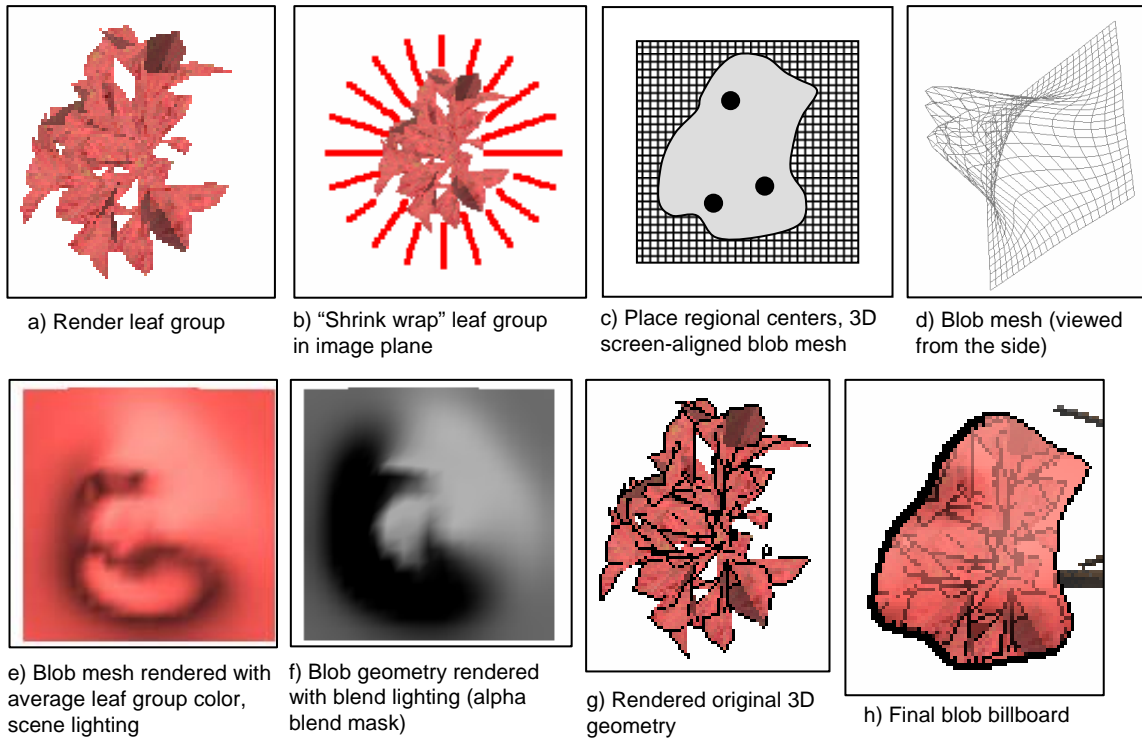 a) Render leaf group
b) “Shrink wrap” leaf group
in image plane
c) Place regional centers, 3D
screen-aligned blob mesh
d) Blob mesh (viewed
from the side)
e) Blob mesh rendered with
average leaf group color,
scene lighting
f) Blob geometry rendered
with blend lighting (alpha
blend mask)
g) Rendered original 3D
geometry
h) Final blob billboard